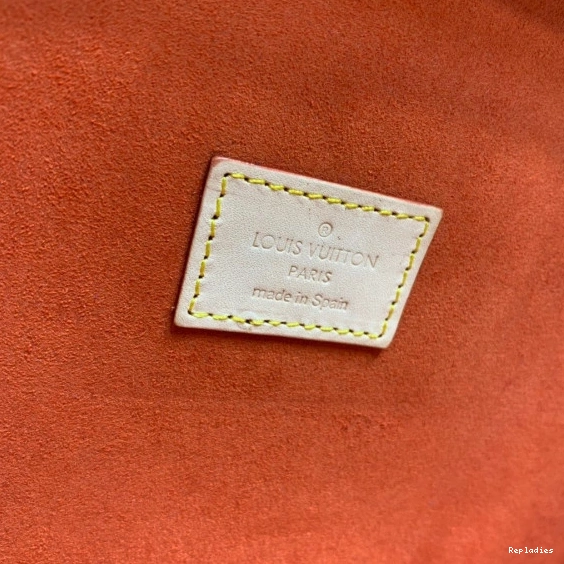 ®
LOUIS VUITTON
PARIS
made in Spain
Repladies